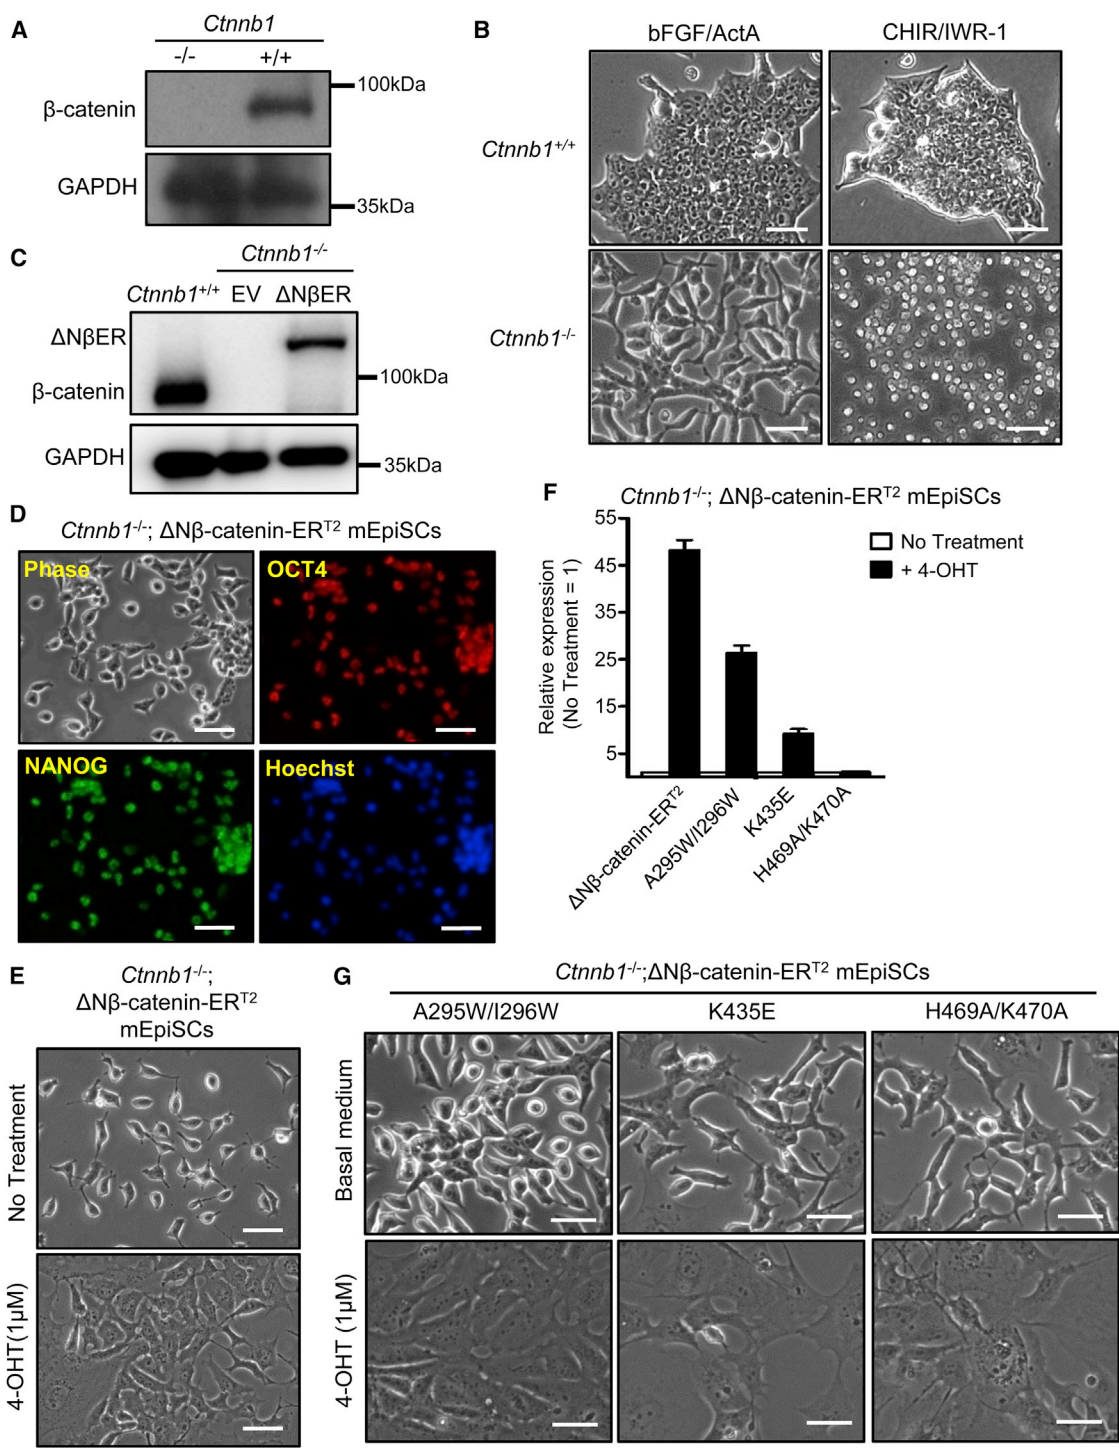 A
Ctnnb1
-/- +/+
100kDa
β-catenin
GAPDH
35kDa
B
bFGF/ActA CHIR/IWR-1
Ctnnb1+/+
Ctnnb1-/-
C
Ctnnb1-/-
Ctnnb1+/+ EV ΔNβER
ΔNβER
100kDa
β-catenin
GAPDH
35kDa
D
Ctnnb1-/-; ΔNβ-catenin-ERT2 mEpiSCs
Phase OCT4
NANOG Hoechst
F
Ctnnb1-/-; ΔNβ-catenin-ERT2 mEpiSCs
Relative expression
(No Treatment = 1)
55
45
35
25
15
5
No Treatment
+ 4-OHT
ΔNβ-catenin-ERT2
A295W/I296W
K435E
H469A/K470A
E
Ctnnb1-/-;
ΔNβ-catenin-ERT2
mEpiSCs
No Treatment
4-OHT(1μM)
G
Ctnnb1-/-;ΔNβ-catenin-ERT2 mEpiSCs
A295W/I296W K435E H469A/K470A
Basal medium
4-OHT (1μM)